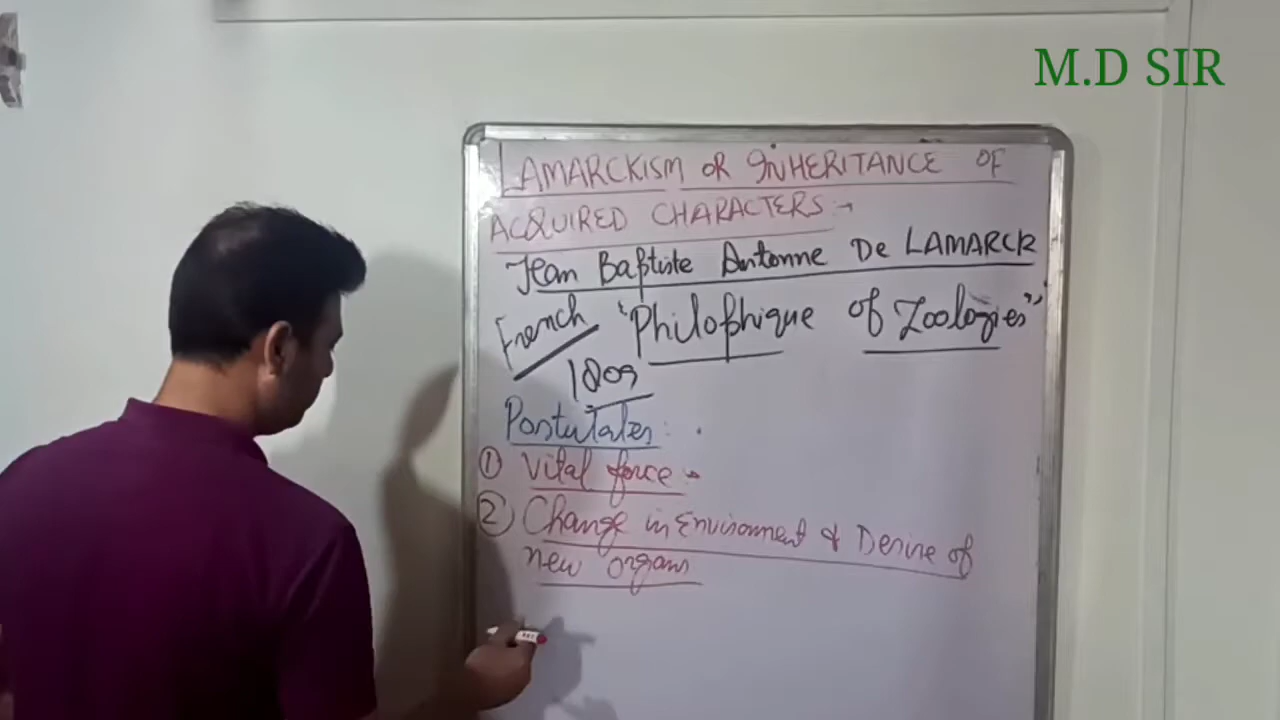 M.D SIR
LAMARCKISM OR INHERITANCE OF
ACQUIRED CHARACTERS:→
Jean Baptiste Antonne De LAMARCK
French "Philophique of Zoologies"
1809
Postulates:
① Vital force
② Change in Environment & Desire of
new organs